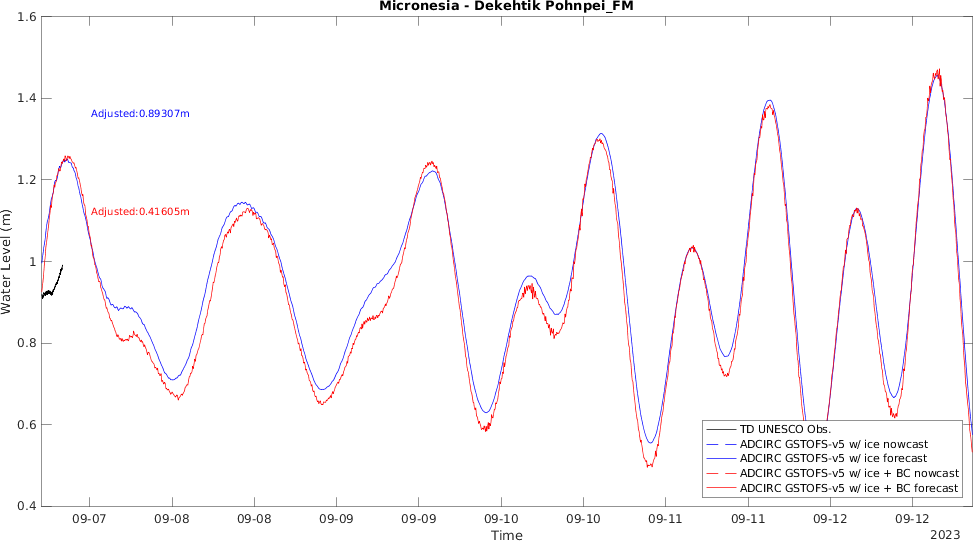 Micronesia - Dekehtik Pohnpei_FM
1.6
1.4
1.2
1
0.8
0.6
0.4
Water Level (m)
Adjusted:0.89307m
Adjusted:0.41605m
TD UNESCO Obs.
ADCIRC GSTOFS-v5 w/ ice nowcast
ADCIRC GSTOFS-v5 w/ ice forecast
ADCIRC GSTOFS-v5 w/ ice + BC nowcast
ADCIRC GSTOFS-v5 w/ ice + BC forecast
09-07 09-08 09-08 09-09 09-09 09-10 09-10 09-11 09-11 09-12 09-12
Time
2023